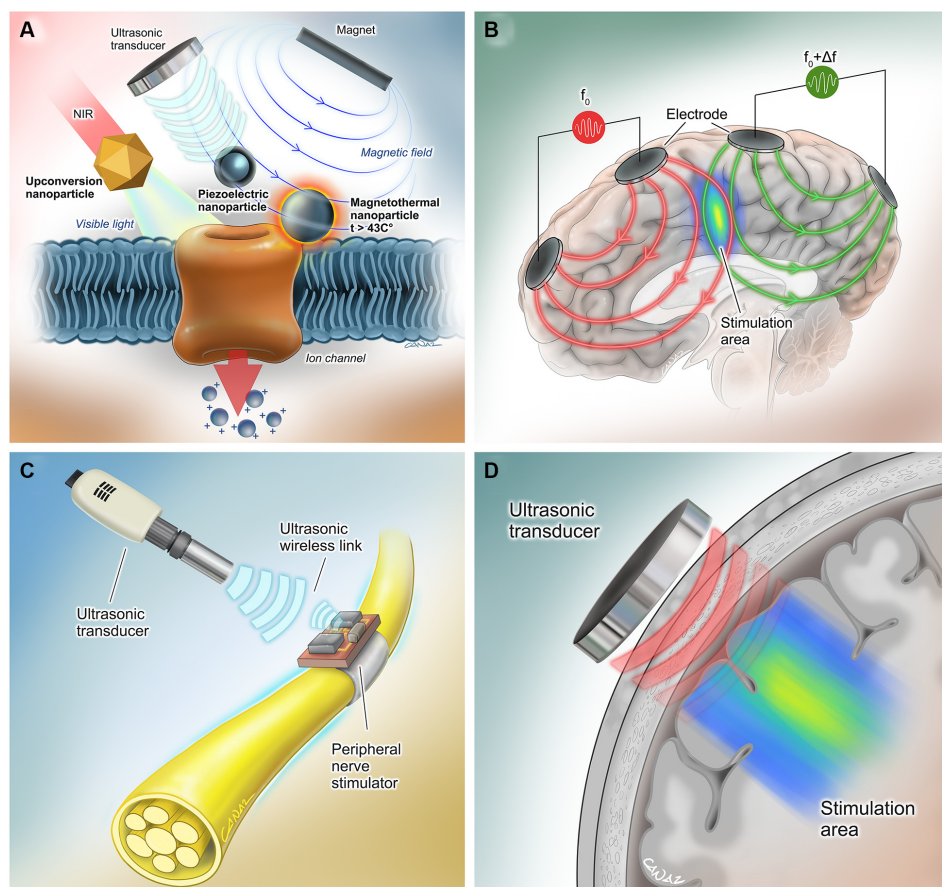 A
Ultrasonic
transducer
Magnet
NIR
Magnetic field
Upconversion
nanoparticle
Piezoelectric
nanoparticle
Magnetothermal
nanoparticle
t > 43C°
Visible light
Ion channel
CANAZ
+ + + + + + + + + +
B
f₀+Δf
f₀
Electrode
Stimulation
area
CANAZ
C
Ultrasonic
wireless link
Ultrasonic
transducer
Peripheral
nerve
stimulator
CANAZ
D
Ultrasonic
transducer
Stimulation
area
CANAZ